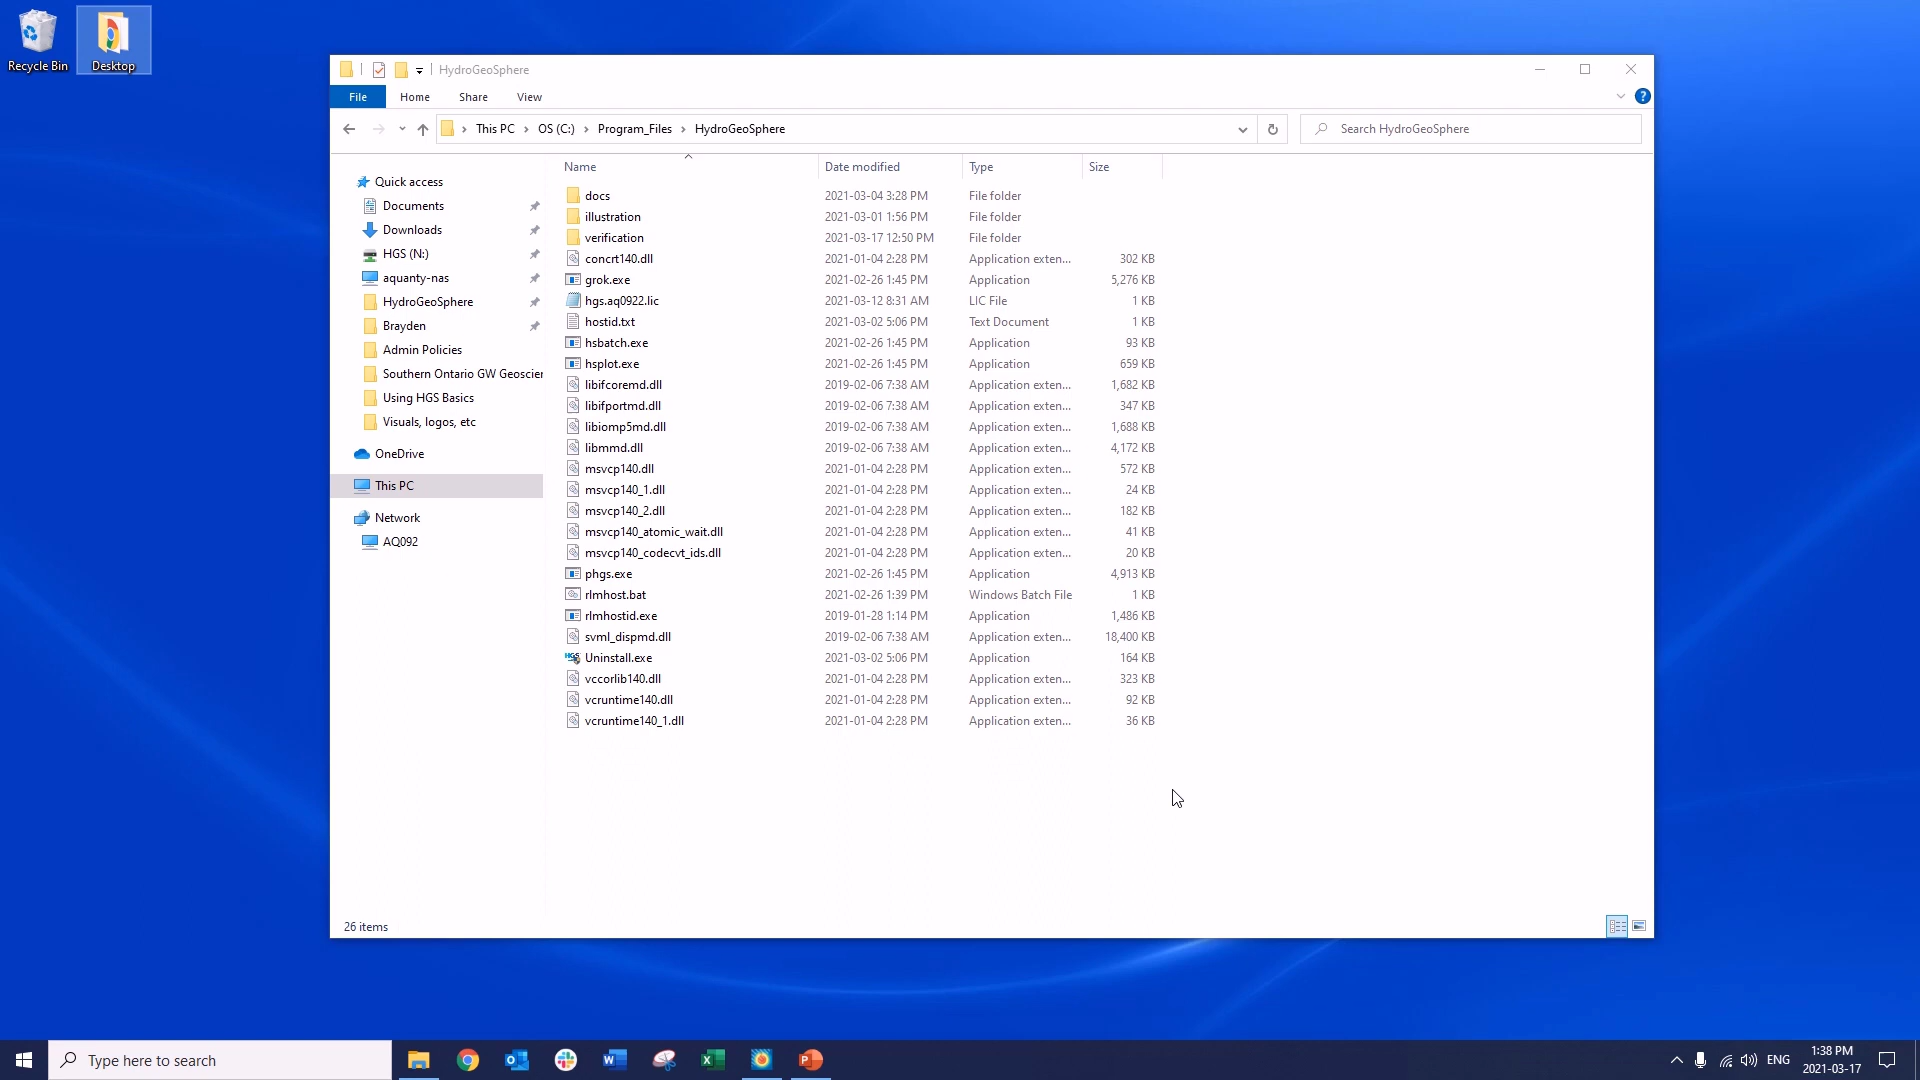 Recycle Bin
Desktop
HydroGeoSphere
File Home Share View
This PC OS (C:) Program_Files HydroGeoSphere Search HydroGeoSphere
Name Date modified Type Size
Quick access
Documents
Downloads
HGS (N:)
aquanty-nas
HydroGeoSphere
Brayden
Admin Policies
Southern Ontario GW Geoscier
Using HGS Basics
Visuals, logos, etc
OneDrive
This PC
Network
AQ092
docs 2021-03-04 3:28 PM File folder
illustration 2021-03-01 1:56 PM File folder
verification 2021-03-17 12:50 PM File folder
concrt140.dll 2021-01-04 2:28 PM Application exten... 302 KB
grok.exe 2021-02-26 1:45 PM Application 5,276 KB
hgs.aq0922.lic 2021-03-12 8:31 AM LIC File 1 KB
hostid.txt 2021-03-02 5:06 PM Text Document 1 KB
hsbatch.exe 2021-02-26 1:45 PM Application 93 KB
hsplot.exe 2021-02-26 1:45 PM Application 659 KB
libifcoremd.dll 2019-02-06 7:38 AM Application exten... 1,682 KB
libifportmd.dll 2019-02-06 7:38 AM Application exten... 347 KB
libiomp5md.dll 2019-02-06 7:38 AM Application exten... 1,688 KB
libmmd.dll 2019-02-06 7:38 AM Application exten... 4,172 KB
msvcp140.dll 2021-01-04 2:28 PM Application exten... 572 KB
msvcp140_1.dll 2021-01-04 2:28 PM Application exten... 24 KB
msvcp140_2.dll 2021-01-04 2:28 PM Application exten... 182 KB
msvcp140_atomic_wait.dll 2021-01-04 2:28 PM Application exten... 41 KB
msvcp140_codecvt_ids.dll 2021-01-04 2:28 PM Application exten... 20 KB
phgs.exe 2021-02-26 1:45 PM Application 4,913 KB
rlmhost.bat 2021-02-26 1:39 PM Windows Batch File 1 KB
rlmhostid.exe 2019-01-28 1:14 PM Application 1,486 KB
svml_dispmd.dll 2019-02-06 7:38 AM Application exten... 18,400 KB
Uninstall.exe 2021-03-02 5:06 PM Application 164 KB
vccorlib140.dll 2021-01-04 2:28 PM Application exten... 323 KB
vcruntime140.dll 2021-01-04 2:28 PM Application exten... 92 KB
vcruntime140_1.dll 2021-01-04 2:28 PM Application exten... 36 KB
26 items
Type here to search
ENG
1:38 PM
2021-03-17